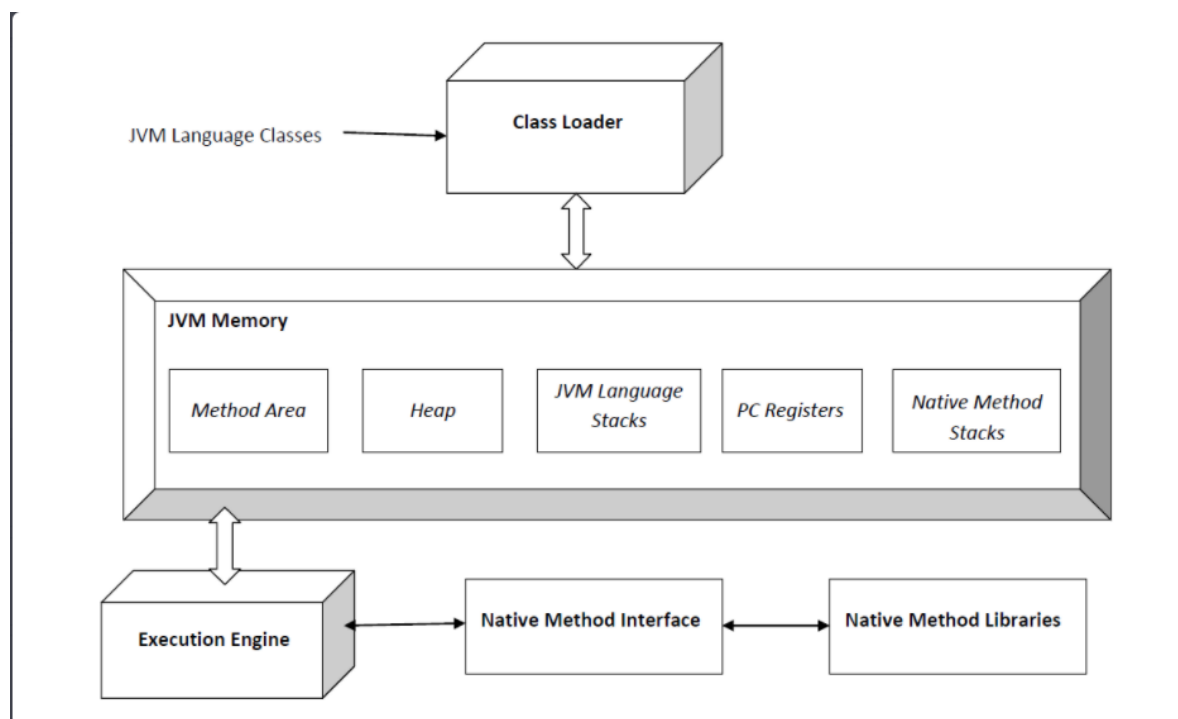 Class Loader
JVM Language Classes
JVM Memory
Method Area
Heap
JVM Language
Stacks
PC Registers
Native Method
Stacks
Execution Engine
Native Method Interface
Native Method Libraries